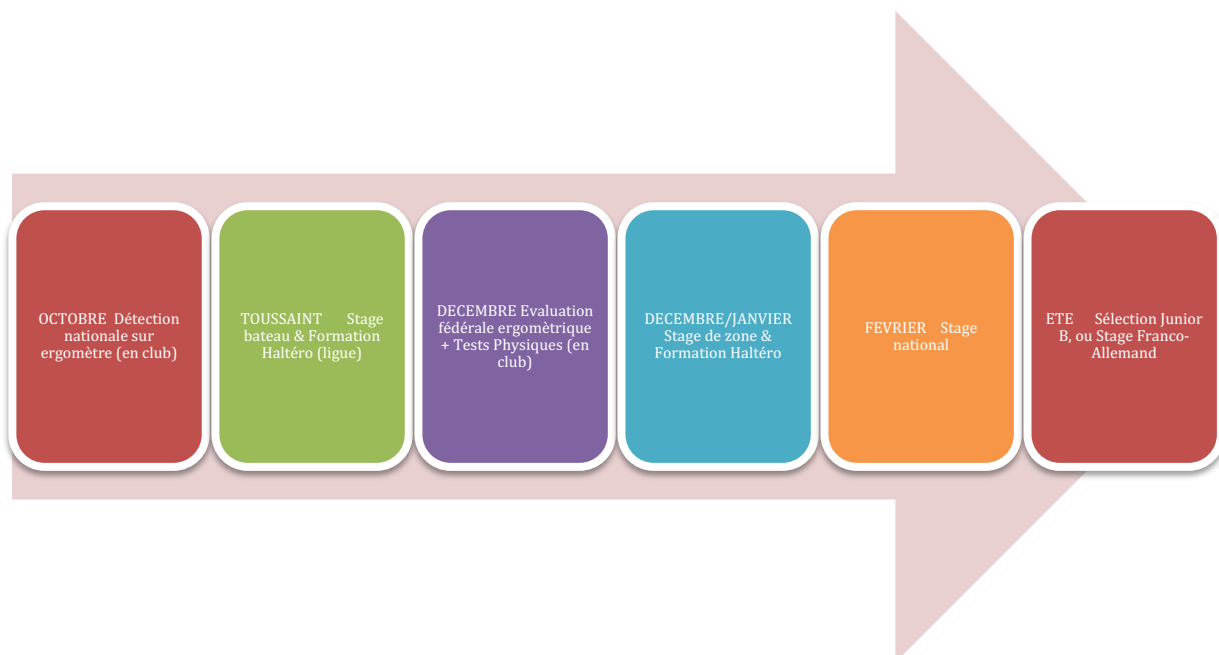 OCTOBRE Détection
nationale sur
ergomètre (en club)
TOUSSAINT Stage
bateau & Formation
Haltéro (ligue)
DECEMBRE Evaluation
fédérale ergomètrique
+ Tests Physiques (en
club)
DECEMBRE/JANVIER
Stage de zone &
Formation Haltéro
FEVRIER Stage
national
ETE Sélection Junior
B, ou Stage Franco-
Allemand